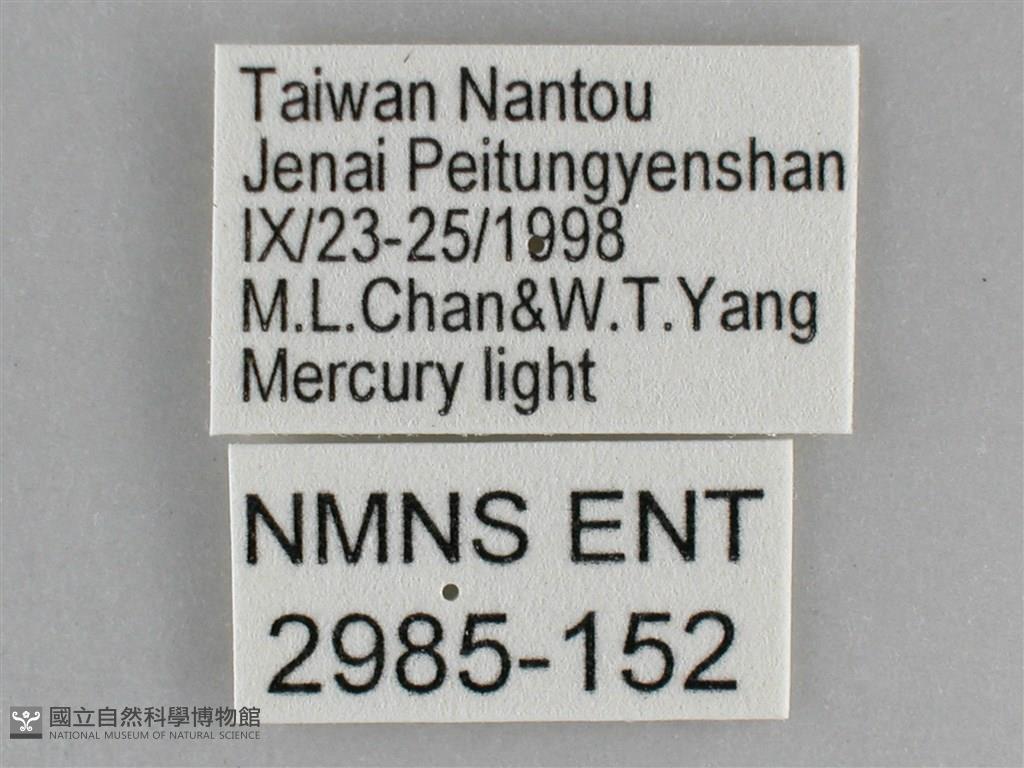 Taiwan Nantou
Jenai Peitungyenshan
IX/23-25/1998
M.L.Chan&W.T.Yang
Mercury light
NMNS ENT
2985-152
國立自然科學博物館
NATIONAL MUSEUM OF NATURAL SCIENCE